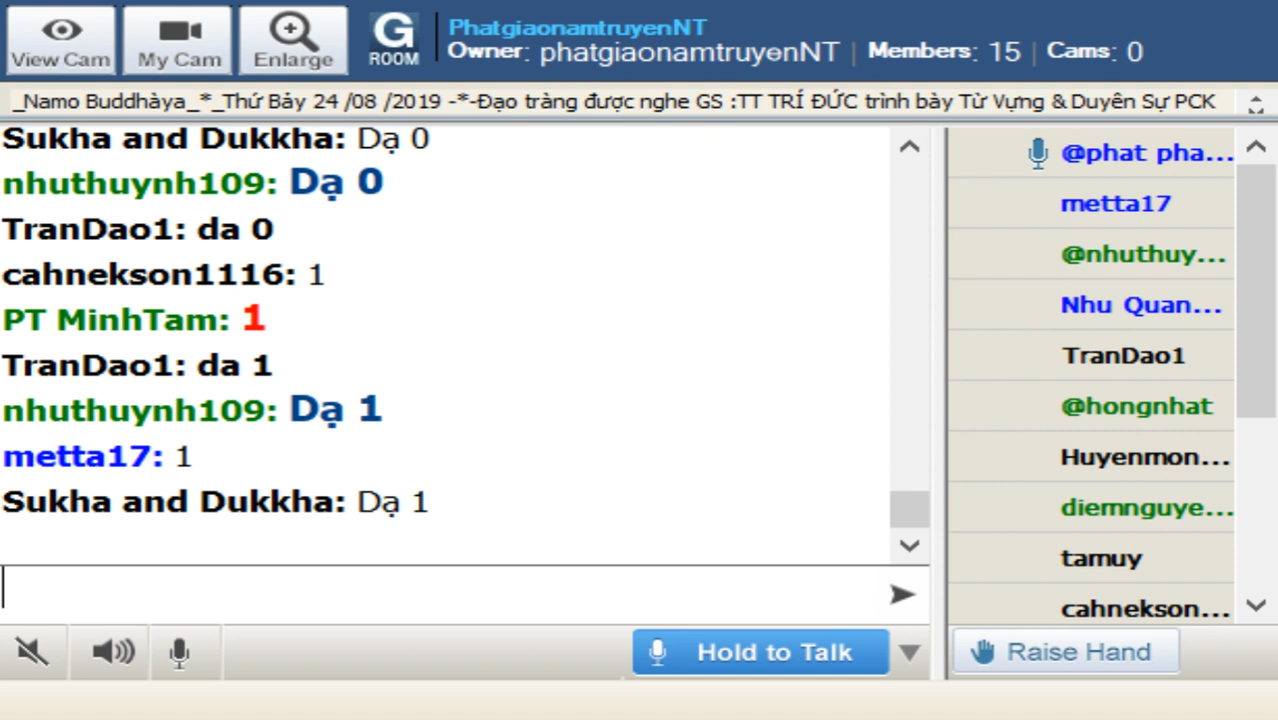 View Cam
My Cam
Enlarge
G
ROOM
PhatgiaonamtruyenNT
Owner: phatgiaonamtruyenNT | Members: 15 | Cams: 0
_Namo Buddhàya_*_Thứ Bảy 24 /08 /2019 -*-Đạo tràng được nghe GS :TT TRÍ ĐỨC trình bày Từ Vựng & Duyên Sự PCK
Sukha and Dukkha: Dạ 0
nhuthuynh109: Dạ 0
TranDao1: da 0
cahnekson1116: 1
PT MinhTam: 1
TranDao1: da 1
nhuthuynh109: Dạ 1
metta17: 1
Sukha and Dukkha: Dạ 1
@phat pha...
metta17
@nhuthuy...
Nhu Quan...
TranDao1
@hongnhat
Huyenmon...
diemnguye...
tamuy
cahnekson...
Hold to Talk
Raise Hand